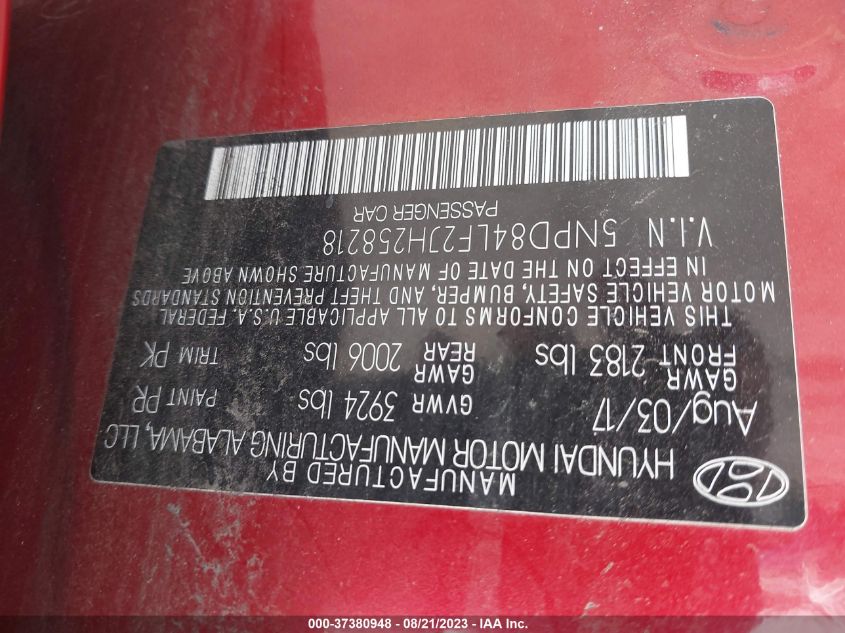 MANUFACTURED BY
HYUNDAI MOTOR MANUFACTURING ALABAMA, LLC
Aug/03/17 GVWR 3924 lbs PAINT PR
GAWR FRONT 2183 lbs GAWR REAR 2006 lbs TRIM PK
THIS VEHICLE CONFORMS TO ALL APPLICABLE U.S.A. FEDERAL
MOTOR VEHICLE SAFETY, BUMPER, AND THEFT PREVENTION STANDARDS
IN EFFECT ON THE DATE OF MANUFACTURE SHOWN ABOVE
V.I.N 5NPD84LF2JH258218
PASSENGER CAR
000-37380948 - 08/21/2023 - IAA Inc.